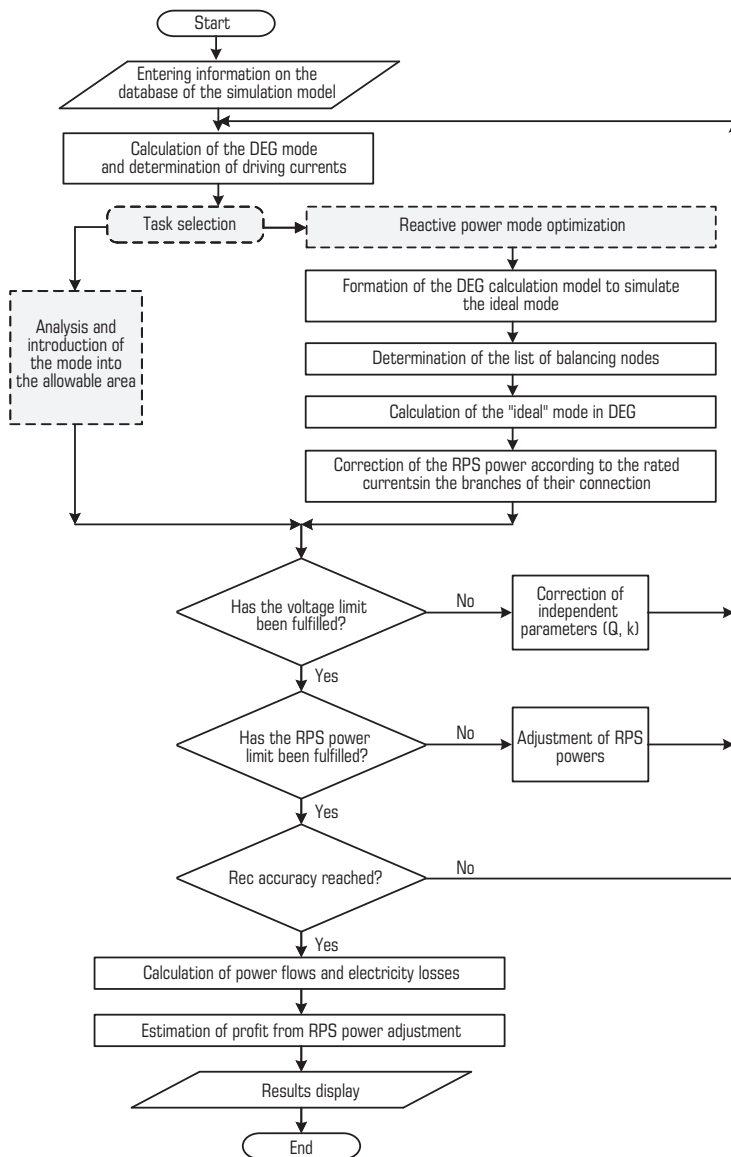 Start
Entering information on the
database of the simulation model
Calculation of the DEG mode
and determination of driving currents
Task selection
Reactive power mode optimization
Analysis and
introduction of
the mode into
the allowable area
Formation of the DEG calculation model to simulate
the ideal mode
Determination of the list of balancing nodes
Calculation of the "ideal" mode in DEG
Correction of the RPS power according to the rated
currentsin the branches of their connection
Has the voltage limit
been fulfilled?
No
Correction of
independent
parameters (Q, k)
Yes
Has the RPS power
limit been fulfilled?
No
Adjustment of RPS
powers
Yes
Rec accuracy reached?
No
Yes
Calculation of power flows and electricity losses
Estimation of profit from RPS power adjustment
Results display
End